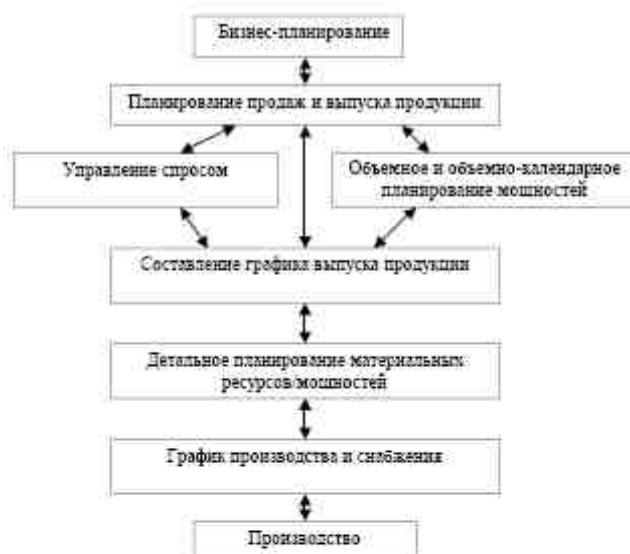 Бизнес-планирование
Планирование продаж и выпуска продукции
Управление спросом
Объемное и объемно-календарное
планирование мощностей
Составление графика выпуска продукции
Детальное планирование материальных
ресурсов/мощностей
График производства и снабжения
Производство